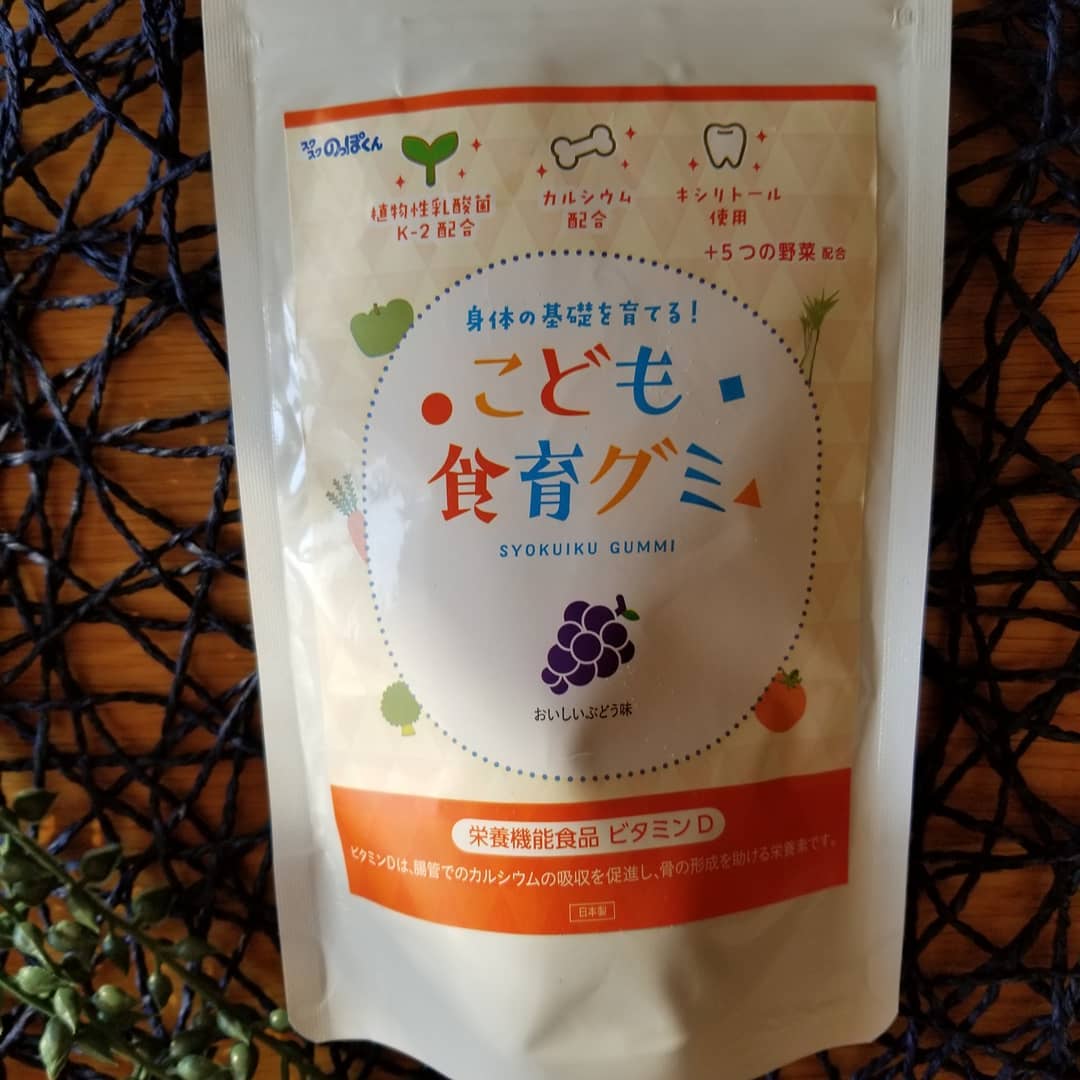 スクスクのっぽくん
植物性乳酸菌
K-2配合
カルシウム
配合
キシリトール
使用
+5つの野菜 配合
身体の基礎を育てる!
こども
食育グミ
SYOKUIKU GUMMI
おいしいぶどう味
栄養機能食品 ビタミンD
ビタミンDは、腸管でのカルシウムの吸収を促進し、骨の形成を助ける栄養素です。
日本製